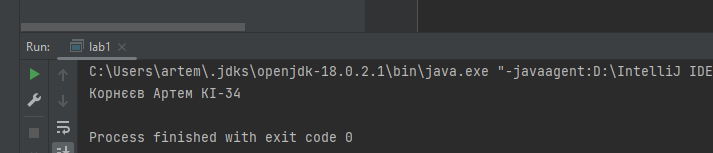 Run: lab1
C:\Users\artem\.jdks\openjdk-18.0.2.1\bin\java.exe "-javaagent:D:\IntelliJ IDE
Корнєєв Артем КІ-34
Process finished with exit code 0